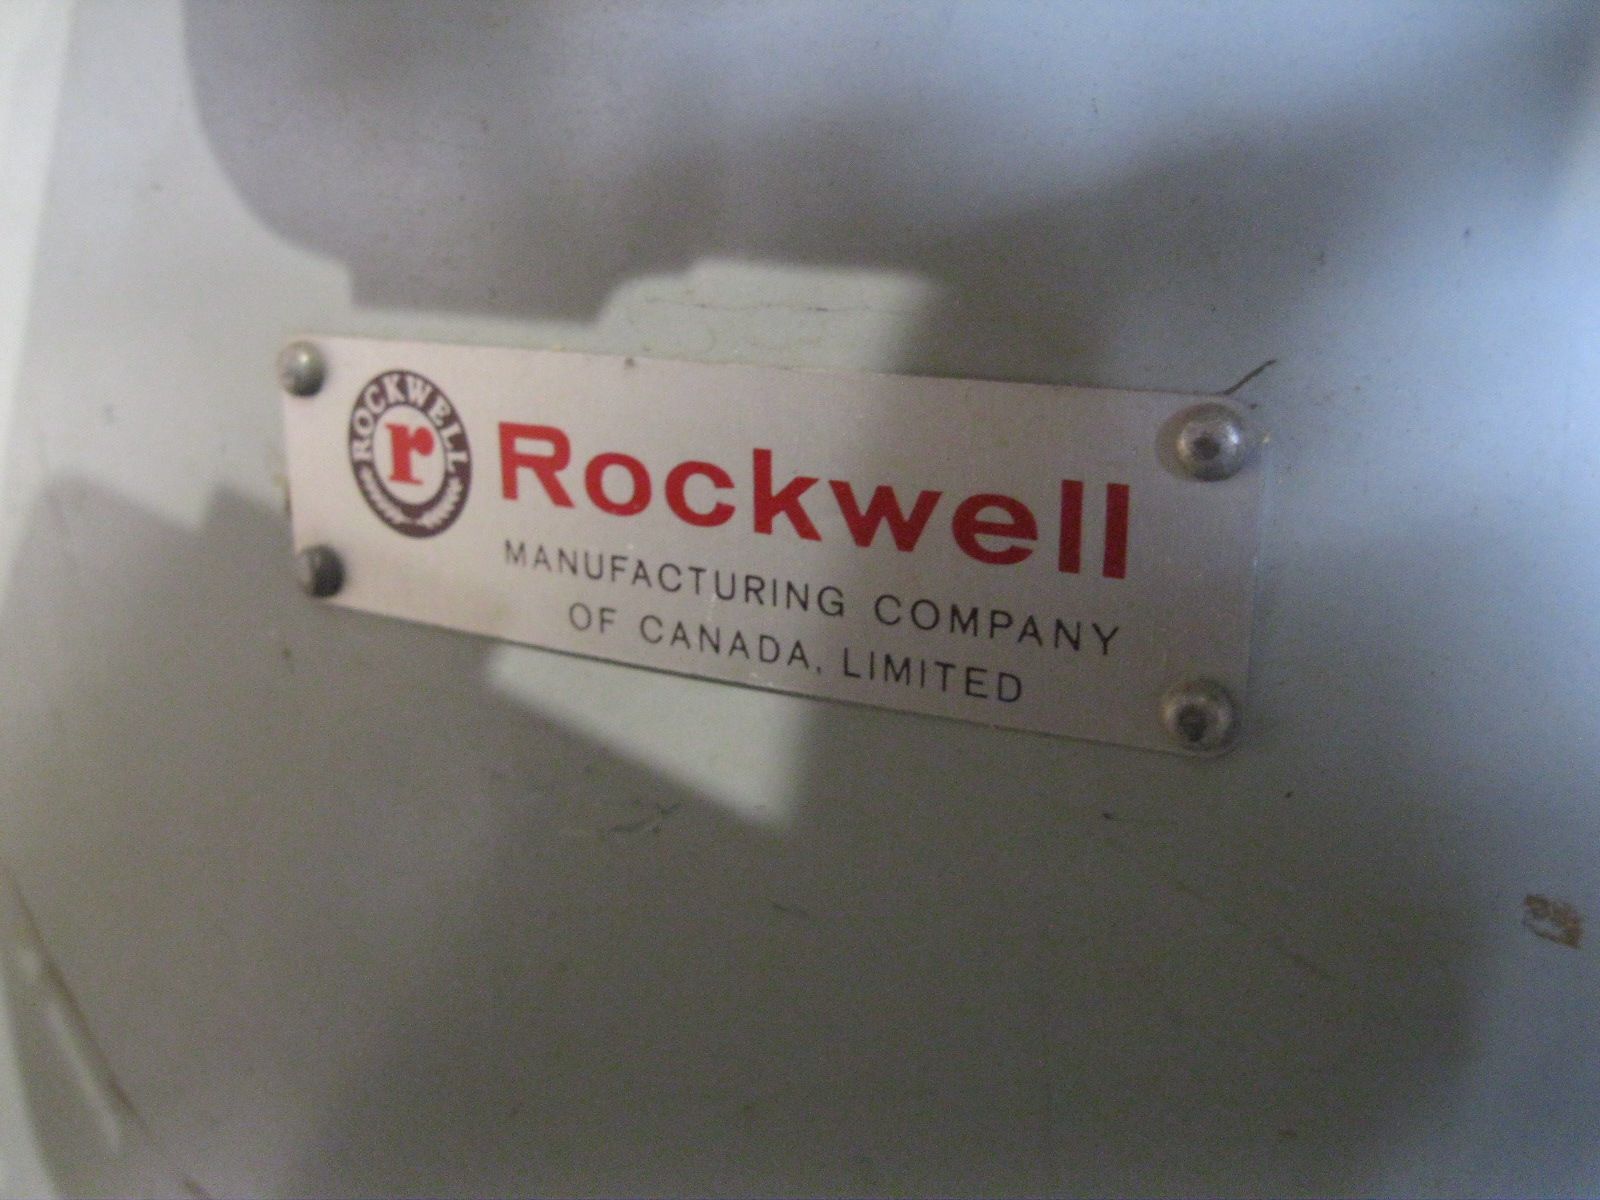 ROCKWELL
r
Rockwell
MANUFACTURING COMPANY
OF CANADA, LIMITED